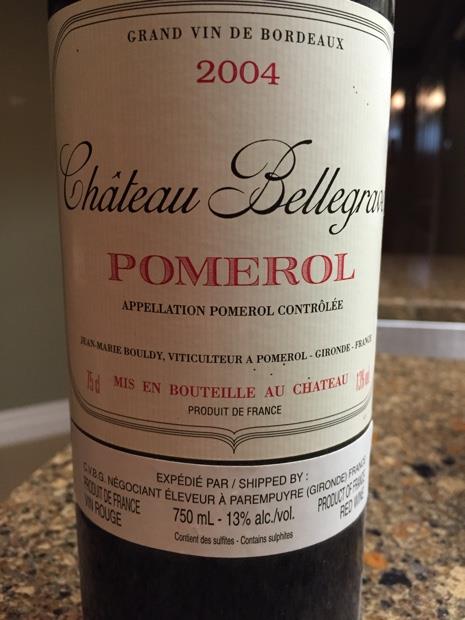 GRAND VIN DE BORDEAUX
2004
Château Bellegrave
POMEROL
APPELLATION POMEROL CONTRÔLÉE
JEAN-MARIE BOULDY, VITICULTEUR A POMEROL - GIRONDE - FRANCE
75 cl MIS EN BOUTEILLE AU CHATEAU 13% vol
PRODUIT DE FRANCE
EXPÉDIÉ PAR / SHIPPED BY :
C.V.B.G. NÉGOCIANT ÉLEVEUR À PAREMPUYRE (GIRONDE) FRANCE
PRODUIT DE FRANCE PRODUCT OF FRANCE
VIN ROUGE 750 mL - 13% alc./vol. RED WINE
Contient des sulfites - Contains sulphites